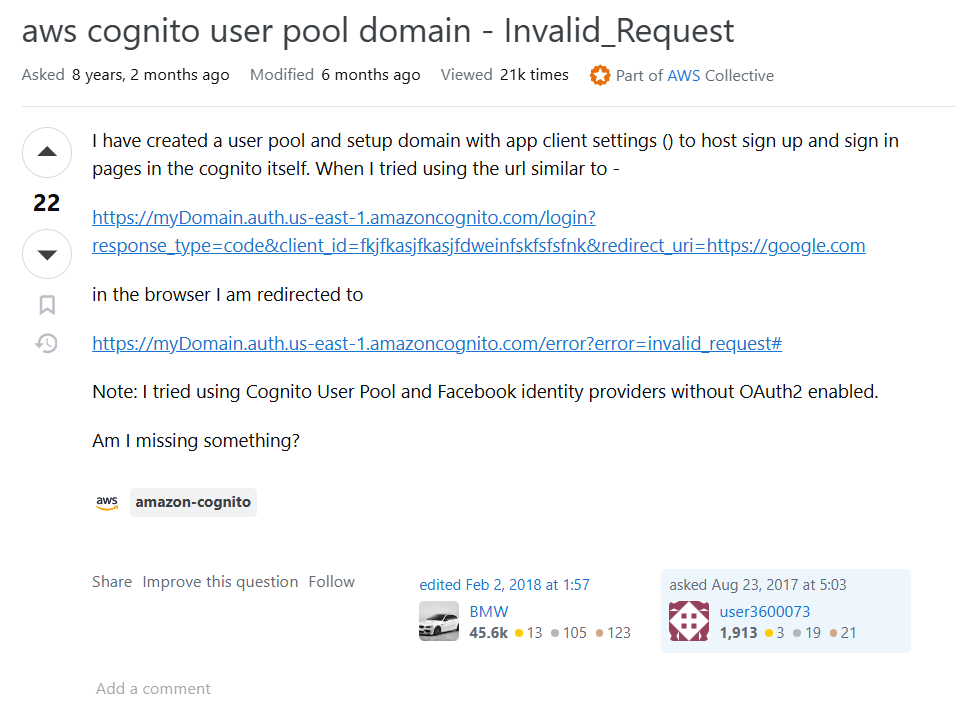 aws cognito user pool domain - Invalid_Request
Asked 8 years, 2 months ago Modified 6 months ago Viewed 21k times Part of AWS Collective
I have created a user pool and setup domain with app client settings () to host sign up and sign in
pages in the cognito itself. When I tried using the url similar to -
22
https://myDomain.auth.us-east-1.amazoncognito.com/login?
response_type=code&client_id=fkjfkasjfkasjfdweinfskfsfsfnk&redirect_uri=https://google.com
in the browser I am redirected to
https://myDomain.auth.us-east-1.amazoncognito.com/error?error=invalid_request#
Note: I tried using Cognito User Pool and Facebook identity providers without OAuth2 enabled.
Am I missing something?
aws amazon-cognito
Share Improve this question Follow
edited Feb 2, 2018 at 1:57
BMW
45.6k 13 105 123
asked Aug 23, 2017 at 5:03
user3600073
1,913 3 19 21
Add a comment